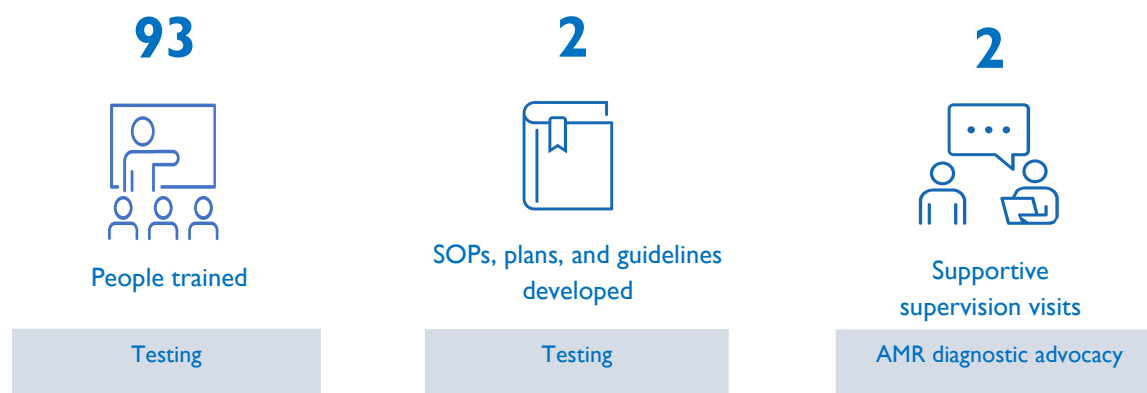 93
People trained
Testing
2
SOPs, plans, and guidelines
developed
Testing
2
Supportive
supervision visits
AMR diagnostic advocacy